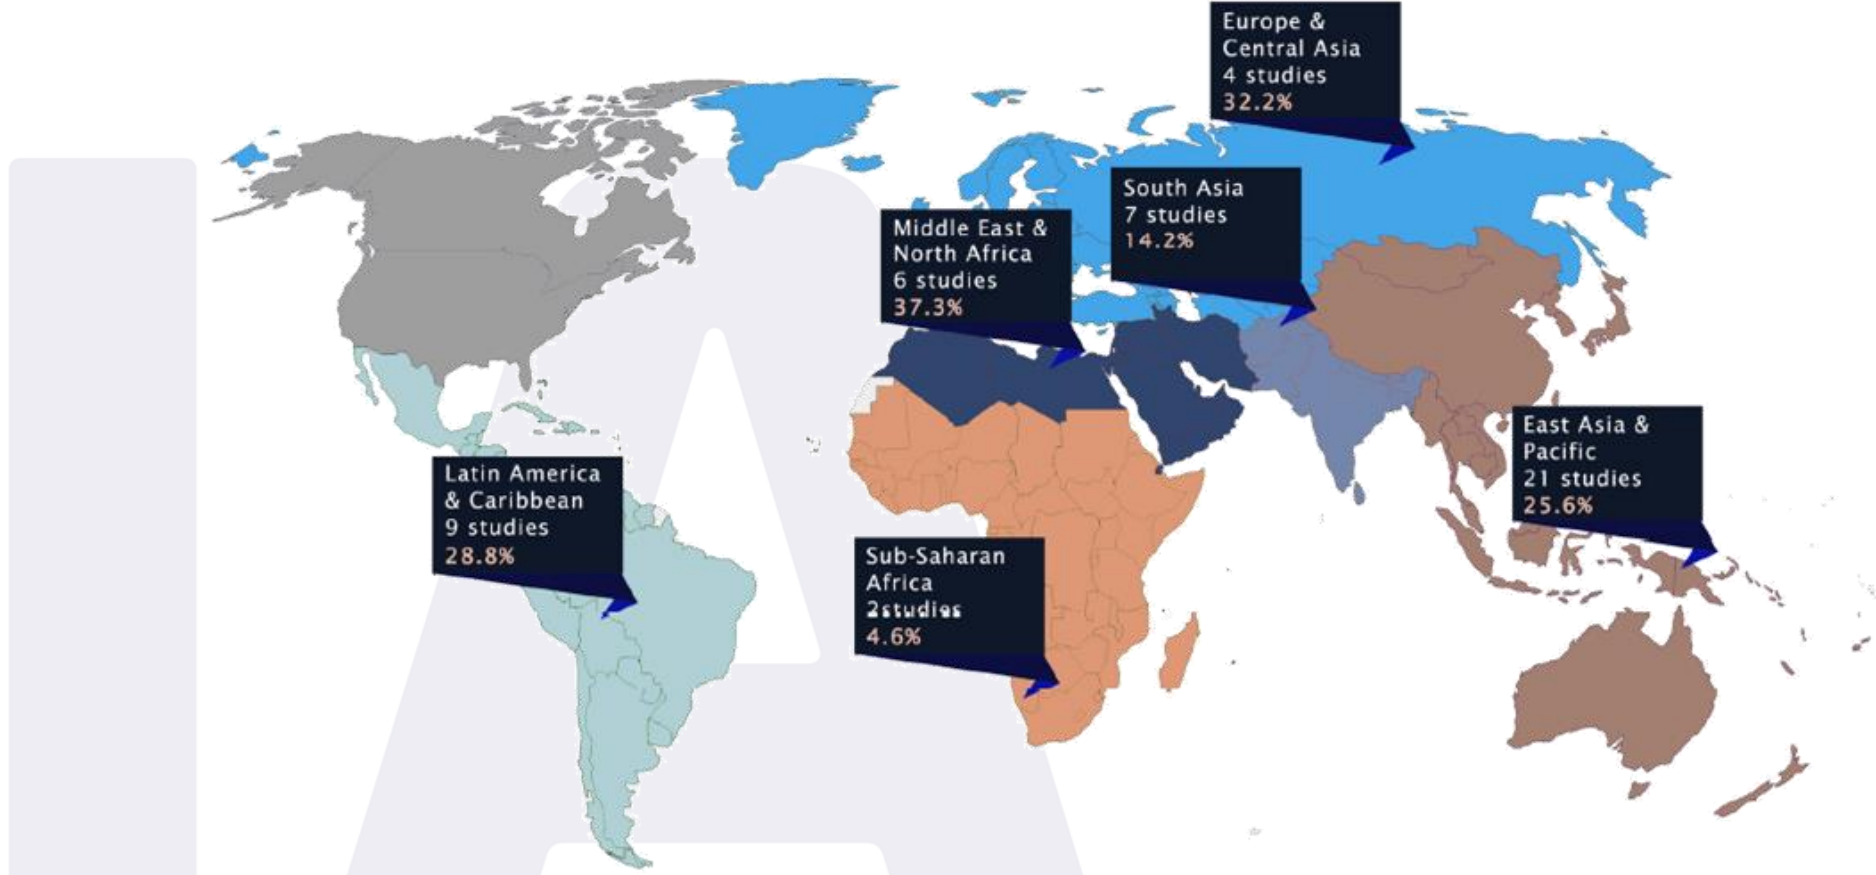 Europe &
Central Asia
4 studies
32.2%
South Asia
7 studies
14.2%
Middle East &
North Africa
6 studies
37.3%
East Asia &
Pacific
21 studies
25.6%
Latin America
& Caribbean
9 studies
28.8%
Sub-Saharan
Africa
2studies
4.6%